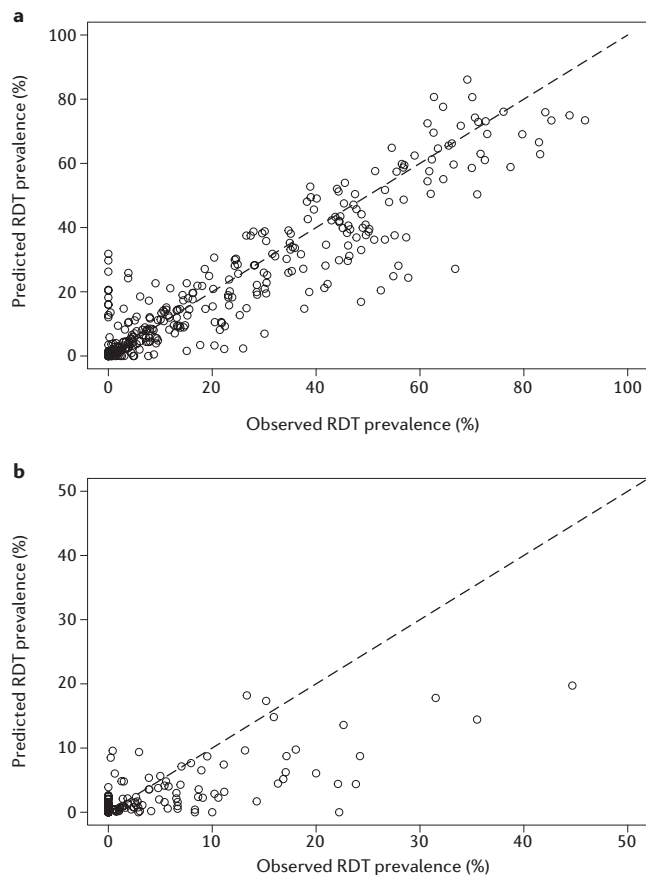 a
100
80
60
40
20
0
Predicted RDT prevalence (%)
0 20 40 60 80 100
Observed RDT prevalence (%)
b
50
40
30
20
10
0
Predicted RDT prevalence (%)
0 10 20 30 40 50
Observed RDT prevalence (%)